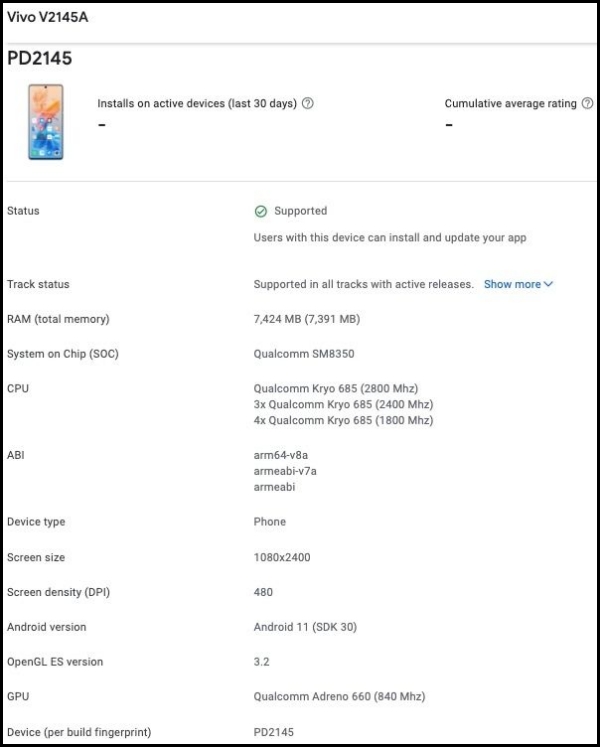 Vivo V2145A
PD2145
Installs on active devices (last 30 days)
Cumulative average rating
–
–
Status
Supported
Users with this device can install and update your app
Track status
Supported in all tracks with active releases. Show more
RAM (total memory)
7,424 MB (7,391 MB)
System on Chip (SOC)
Qualcomm SM8350
CPU
Qualcomm Kryo 685 (2800 Mhz)
3x Qualcomm Kryo 685 (2400 Mhz)
4x Qualcomm Kryo 685 (1800 Mhz)
ABI
arm64-v8a
armeabi-v7a
armeabi
Device type
Phone
Screen size
1080x2400
Screen density (DPI)
480
Android version
Android 11 (SDK 30)
OpenGL ES version
3.2
GPU
Qualcomm Adreno 660 (840 Mhz)
Device (per build fingerprint)
PD2145